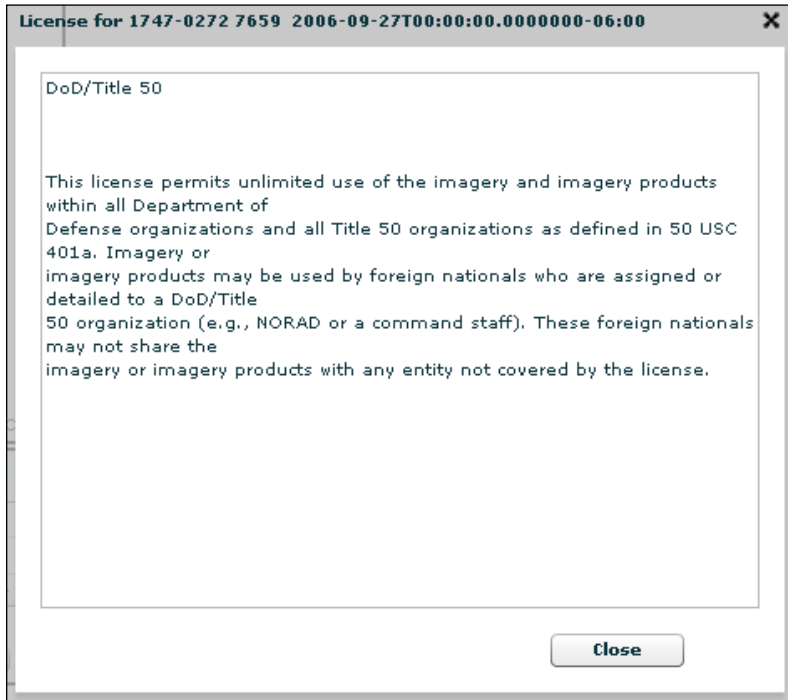 License for 1747-0272 7659 2006-09-27T00:00:00.0000000-06:00
DoD/Title 50
This license permits unlimited use of the imagery and imagery products
within all Department of
Defense organizations and all Title 50 organizations as defined in 50 USC
401a. Imagery or
imagery products may be used by foreign nationals who are assigned or
detailed to a DoD/Title
50 organization (e.g., NORAD or a command staff). These foreign nationals
may not share the
imagery or imagery products with any entity not covered by the license.
Close